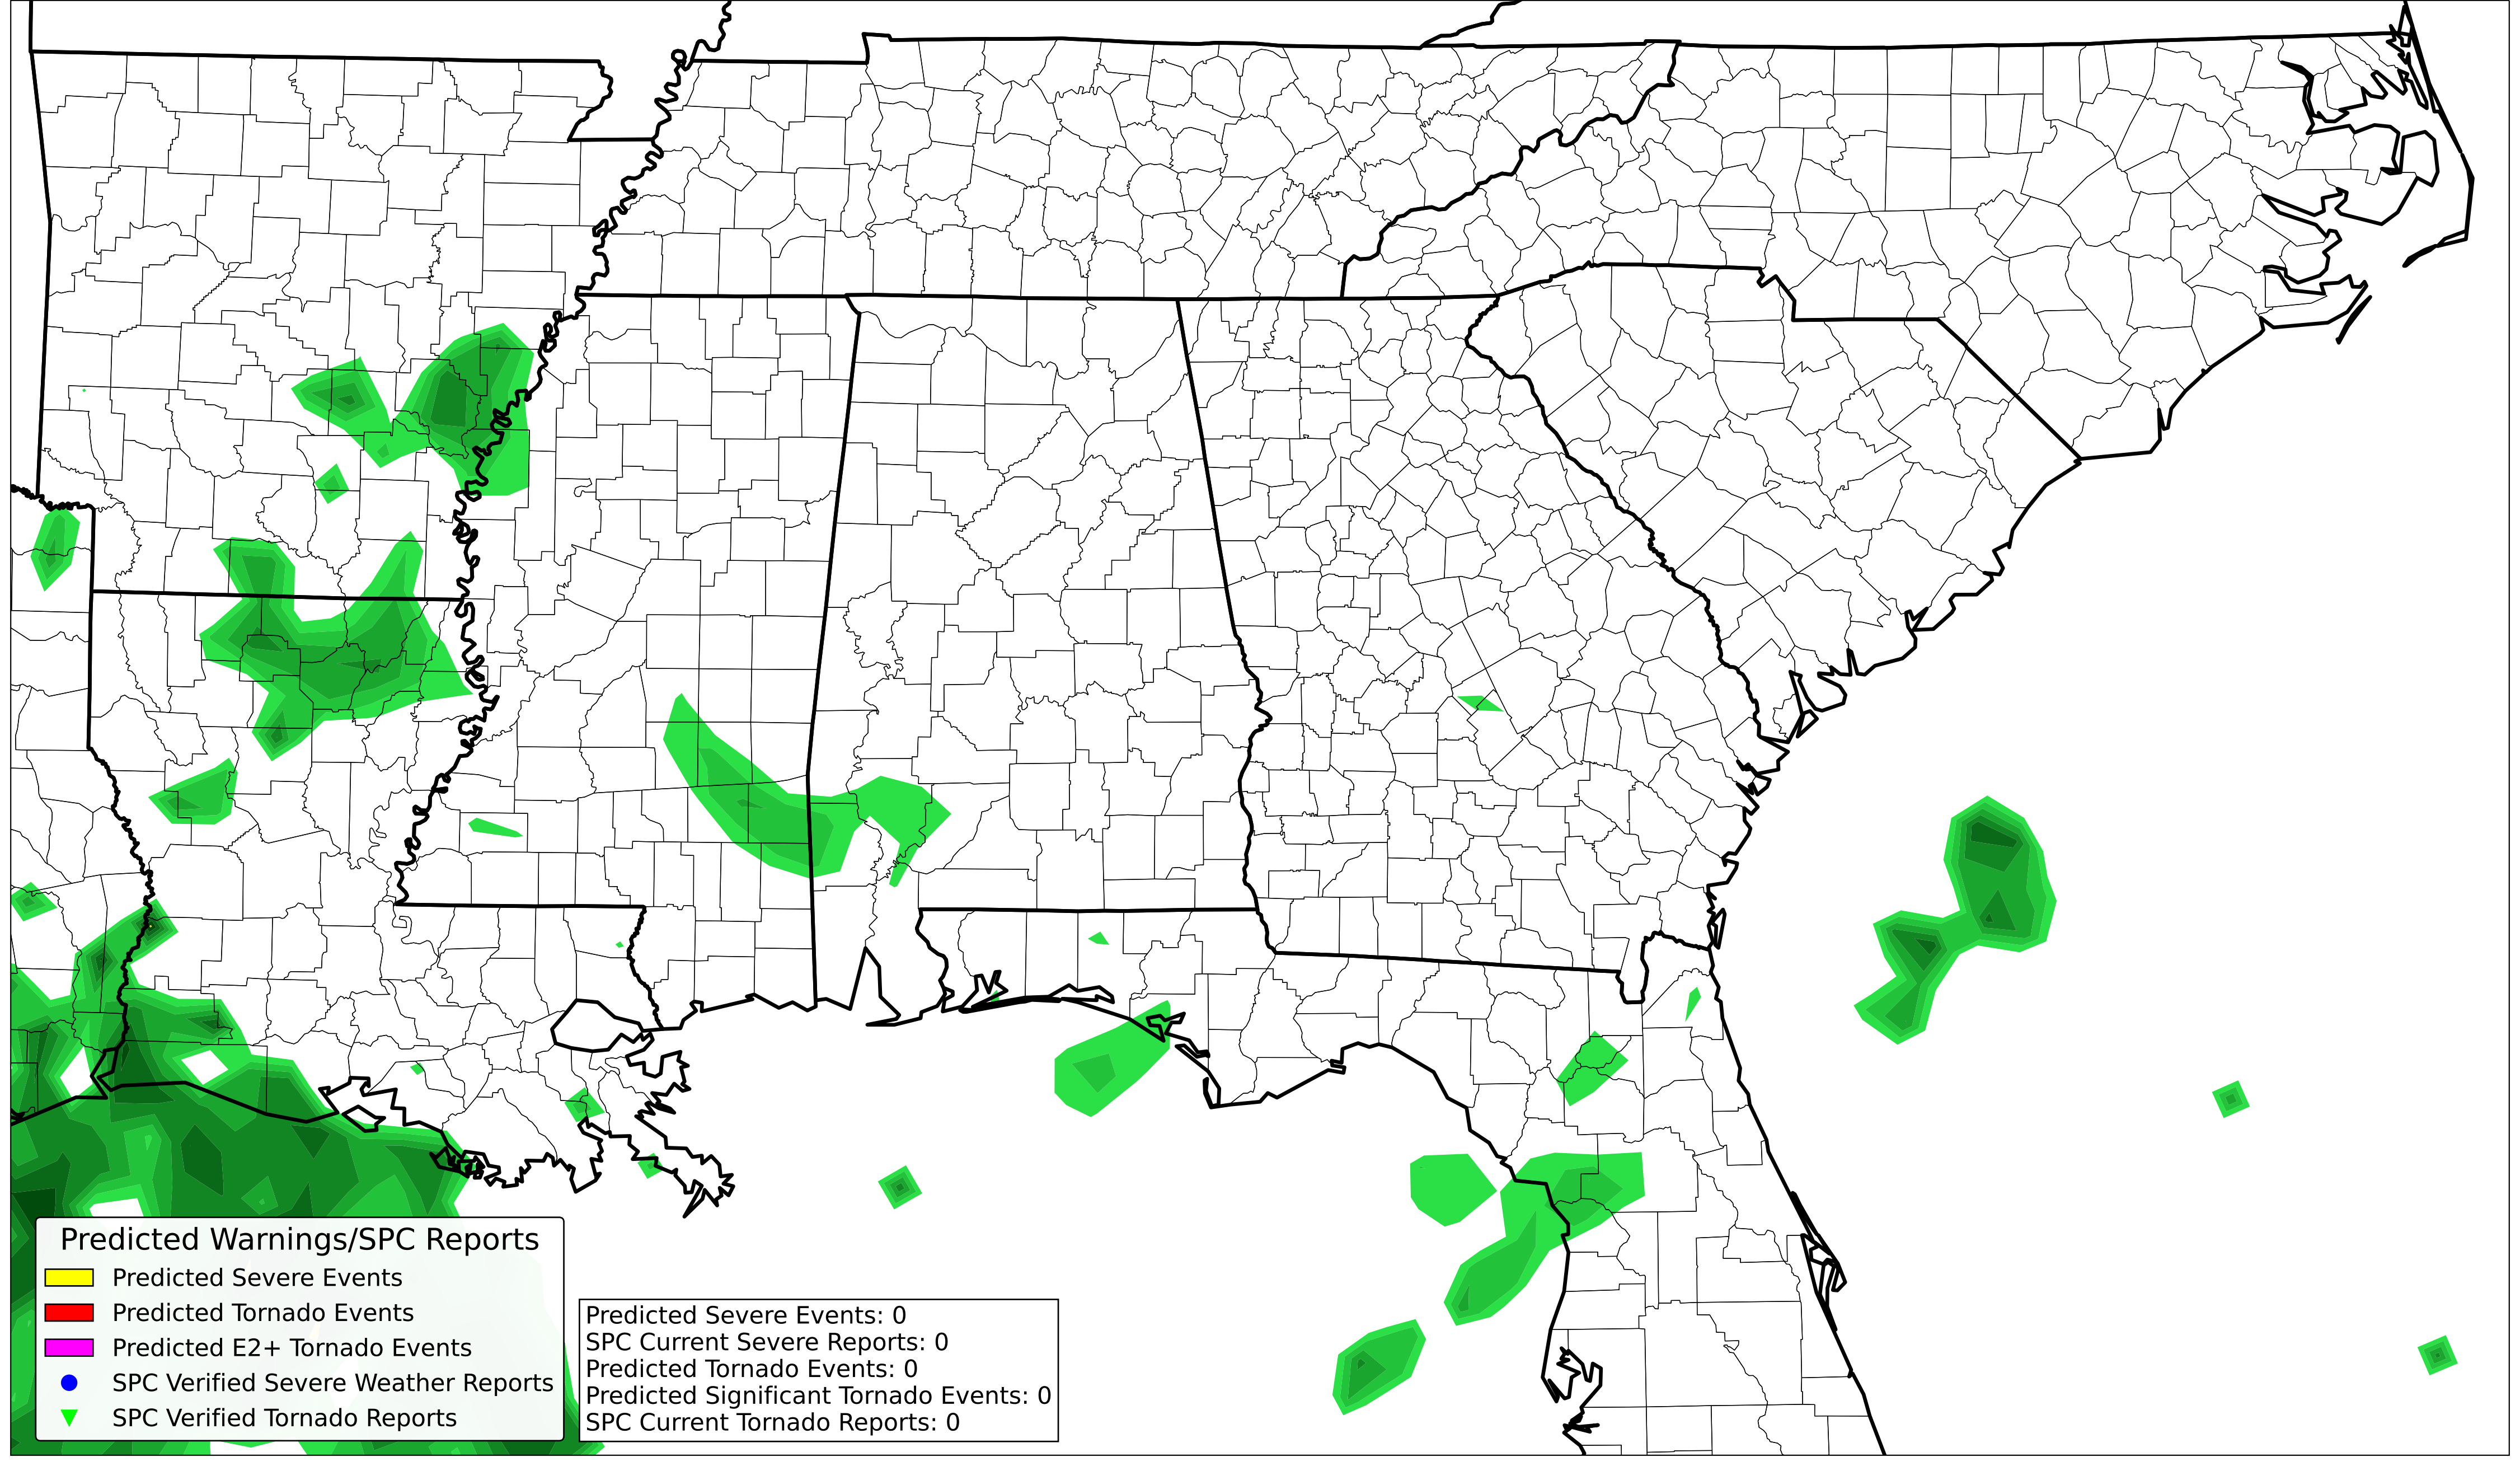 Predicted Warnings/SPC Reports
Predicted Severe Events
Predicted Tornado Events
Predicted E2+ Tornado Events
SPC Verified Severe Weather Reports
SPC Verified Tornado Reports
Predicted Severe Events: 0
SPC Current Severe Reports: 0
Predicted Tornado Events: 0
Predicted Significant Tornado Events: 0
SPC Current Tornado Reports: 0